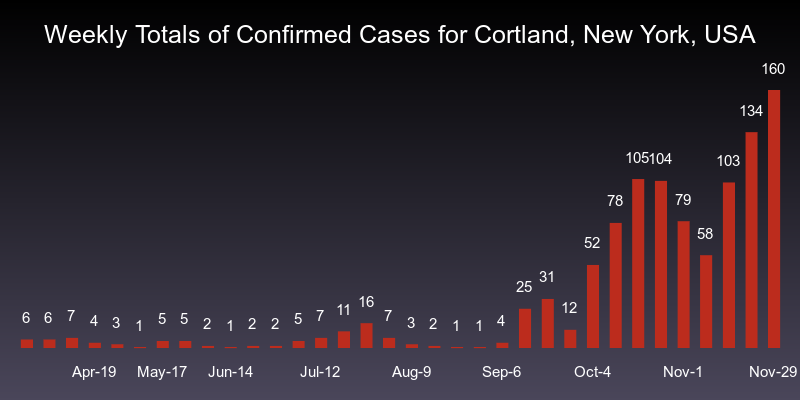 Weekly Totals of Confirmed Cases for Cortland, New York, USA
6 6 7 4 3 1 5 5 2 1 2 2 5 7 11 16 7 3 2 1 1 4 25 31 12 52 78 105 104 79 58 103 134 160
Apr-19 May-17 Jun-14 Jul-12 Aug-9 Sep-6 Oct-4 Nov-1 Nov-29